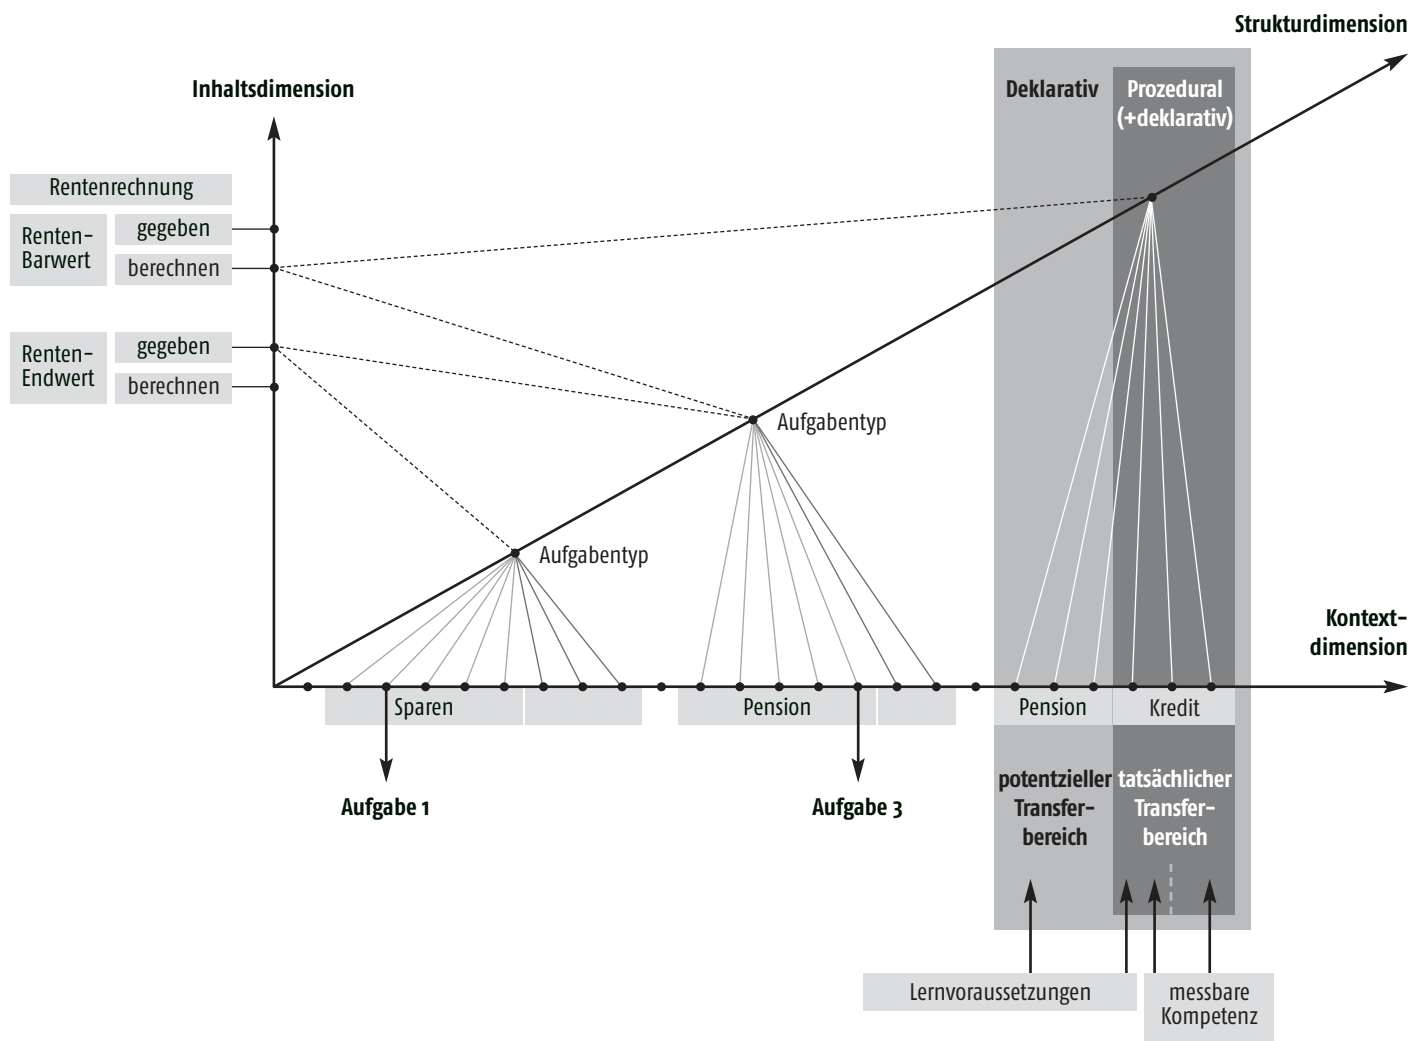 Strukturdimension
Inhaltsdimension
Deklarativ
Prozedural
(+deklarativ)
Rentenrechnung
Renten-
Barwert
gegeben
berechnen
Renten-
Endwert
gegeben
berechnen
Aufgabentyp
Aufgabentyp
Kontext-
dimension
Sparen
Pension
Pension
Kredit
Aufgabe 1
Aufgabe 3
potentzieller
Transfer-
bereich
tatsächlicher
Transfer-
bereich
Lernvoraussetzungen
messbare
Kompetenz